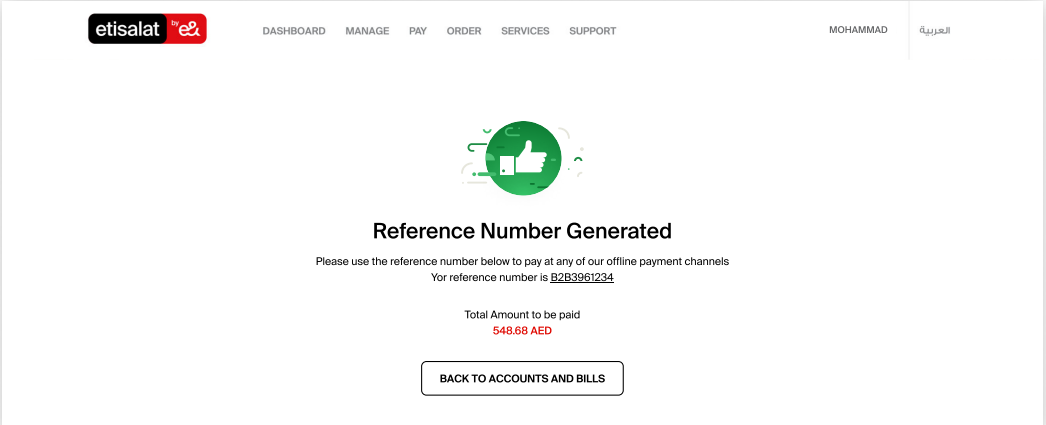 etisalat by e&
DASHBOARD MANAGE PAY ORDER SERVICES SUPPORT MOHAMMAD العربية
Reference Number Generated
Please use the reference number below to pay at any of our offline payment channels
Yor reference number is B2B3961234
Total Amount to be paid
548.68 AED
BACK TO ACCOUNTS AND BILLS